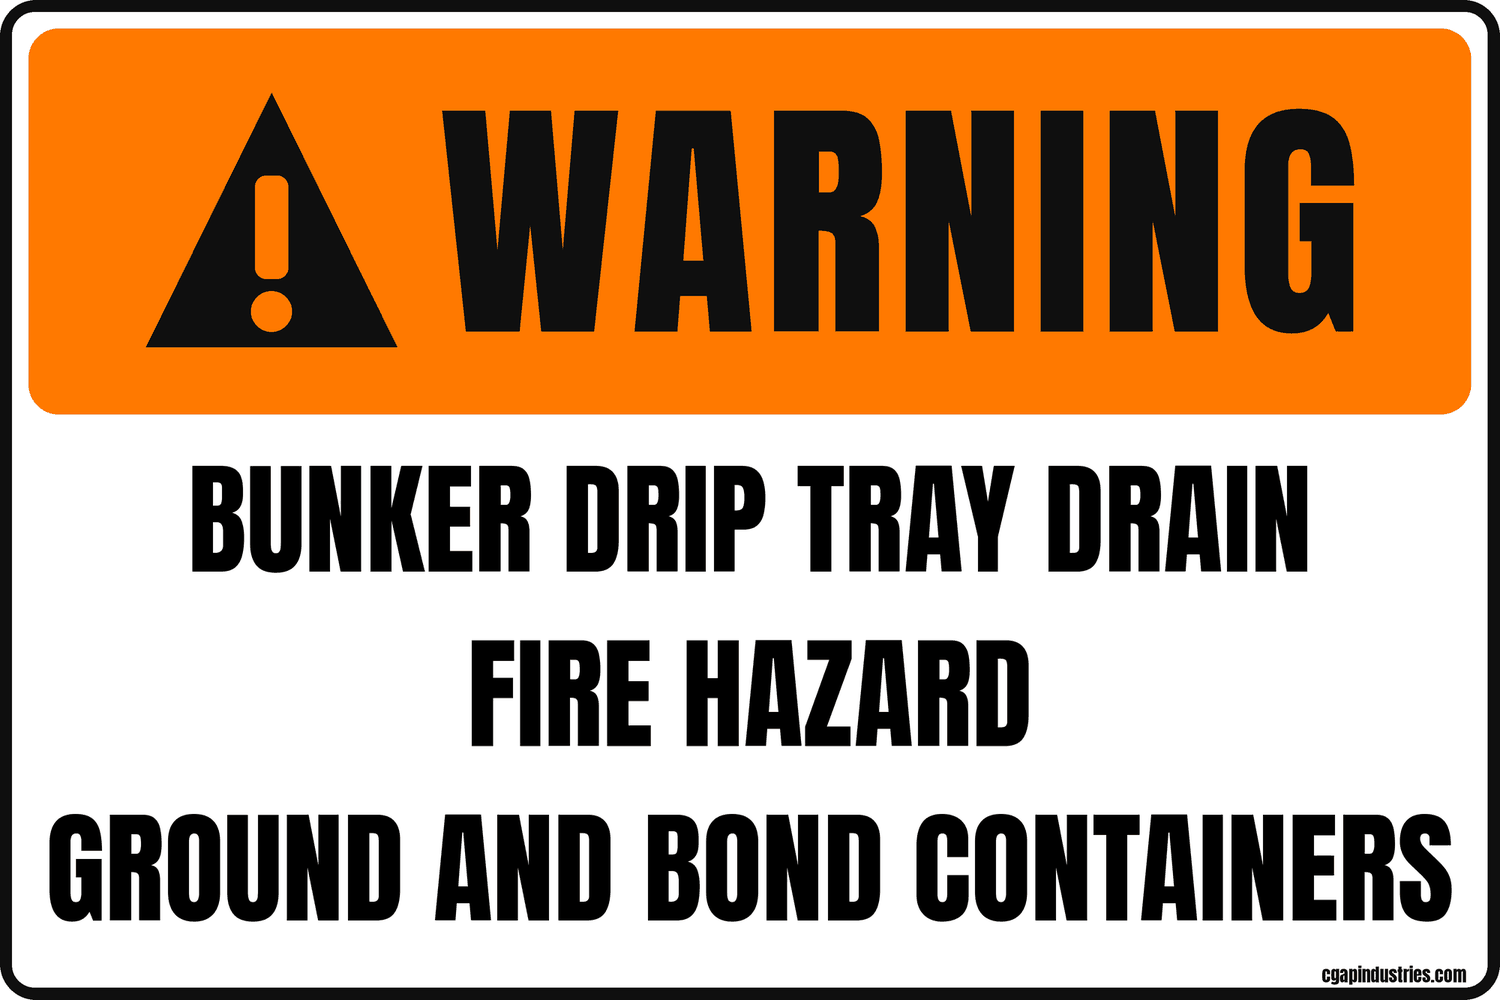 WARNING
BUNKER DRIP TRAY DRAIN
FIRE HAZARD
GROUND AND BOND CONTAINERS
cgapindustries.com